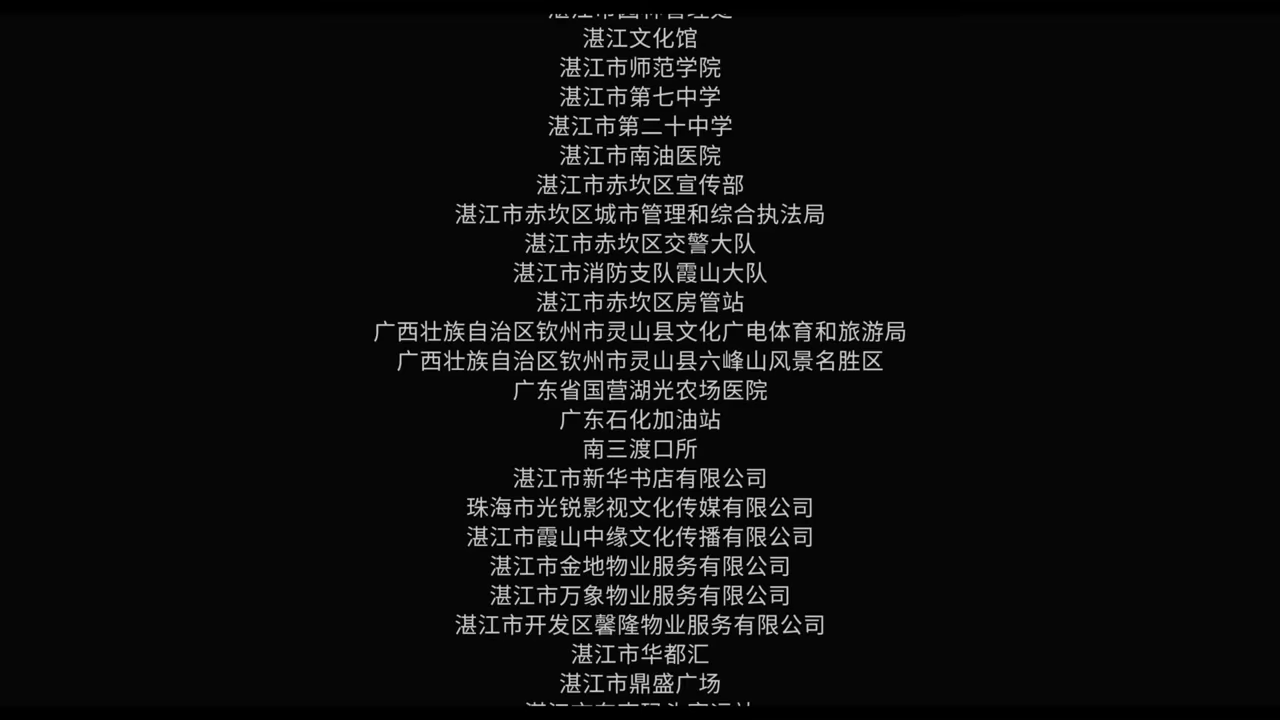 湛江文化馆
湛江市师范学院
湛江市第七中学
湛江市第二十中学
湛江市南油医院
湛江市赤坎区宣传部
湛江市赤坎区城市管理和综合执法局
湛江市赤坎区交警大队
湛江市消防支队霞山大队
湛江市赤坎区房管站
广西壮族自治区钦州市灵山县文化广电体育和旅游局
广西壮族自治区钦州市灵山县六峰山风景名胜区
广东省国营湖光农场医院
广东石化加油站
南三渡口所
湛江市新华书店有限公司
珠海市光锐影视文化传媒有限公司
湛江市霞山中缘文化传播有限公司
湛江市金地物业服务有限公司
湛江市万象物业服务有限公司
湛江市开发区馨隆物业服务有限公司
湛江市华都汇
湛江市鼎盛广场